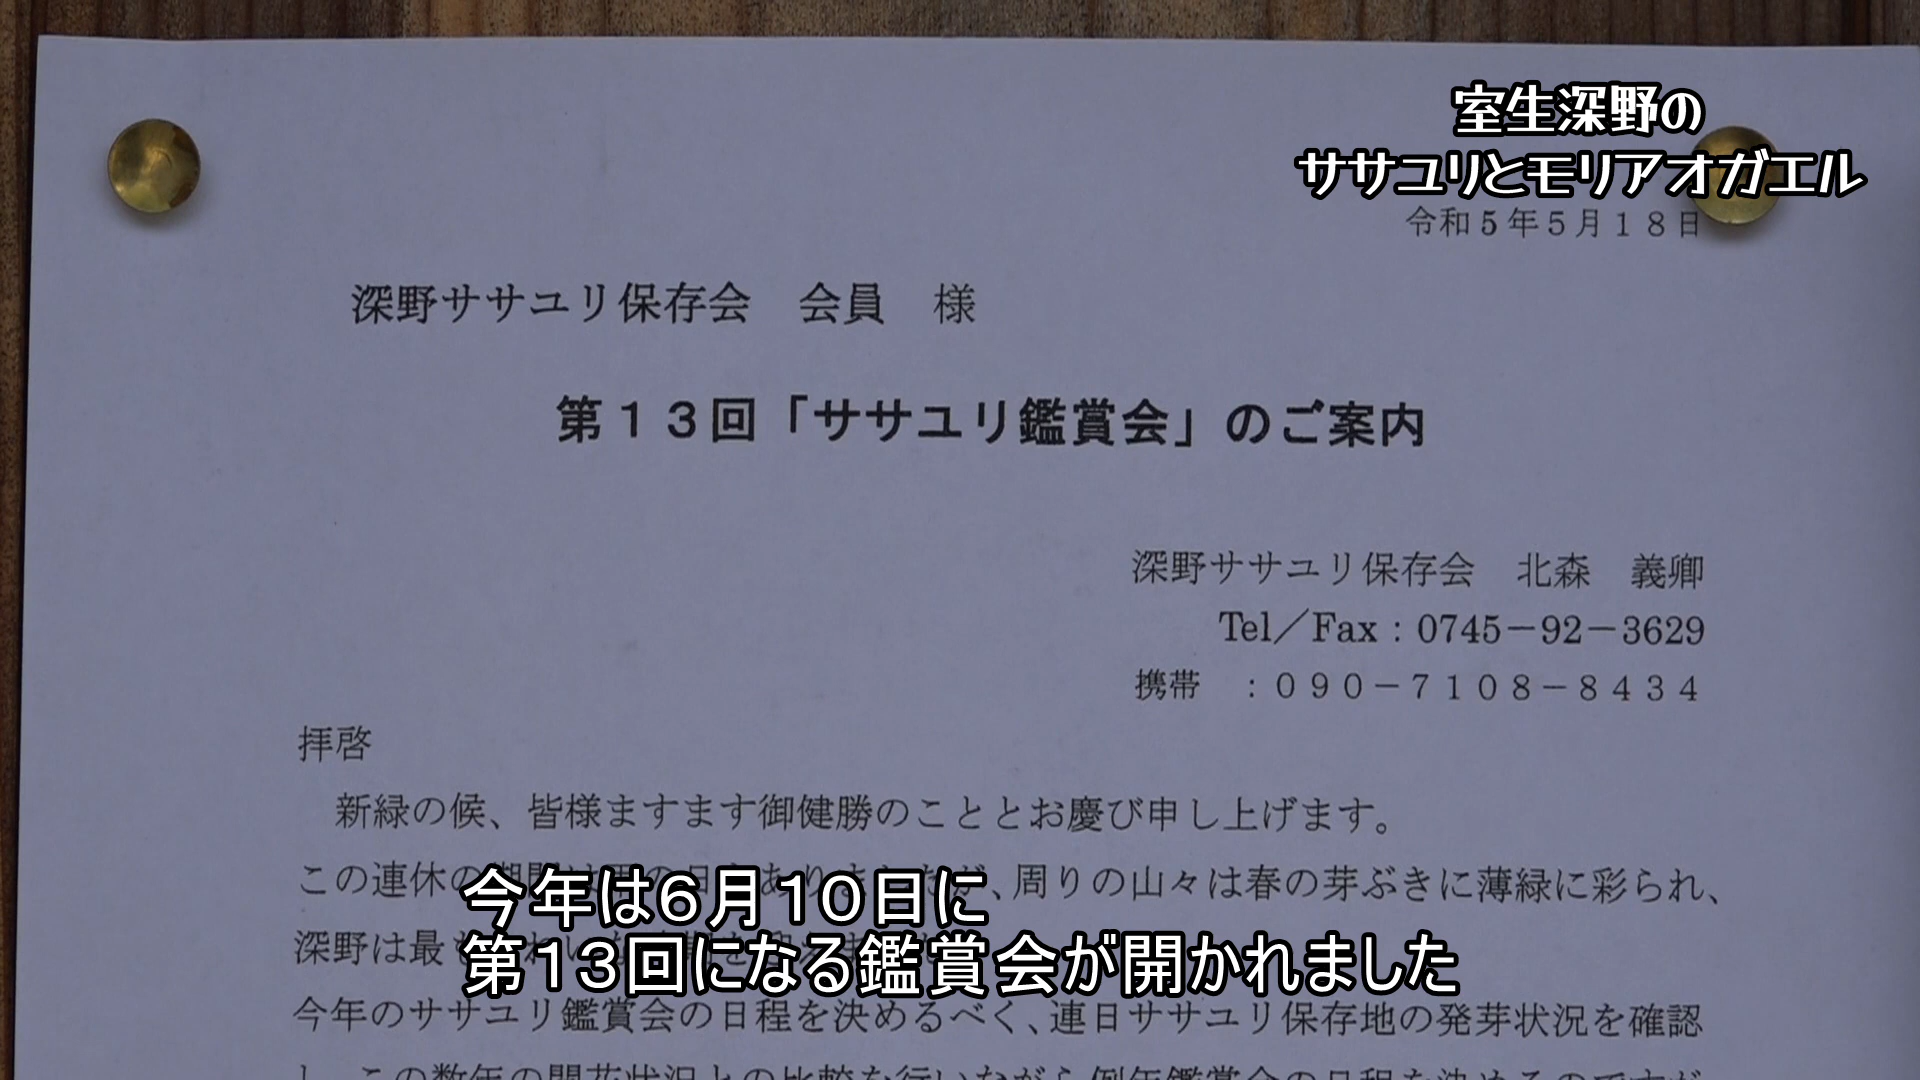 室生深野の
ササユリとモリアオガエル
令和５年５月１８日
深野ササユリ保存会　会員　様
第１３回「ササユリ鑑賞会」のご案内
深野ササユリ保存会　北森　義卿
Tel／Fax：0745－92－3629
携帯　：０９０－７１０８－８４３４
拝啓
新緑の候、皆様ますます御健勝のこととお慶び申し上げます。
この連休の
、周りの山々は春の芽ぶきに薄緑に彩られ、
今年は６月１０日に
深野は最も
第１３回になる鑑賞会が開かれました
今年のササユリ鑑賞会の日程を決めるべく、連日ササユリ保存地の発芽状況を確認